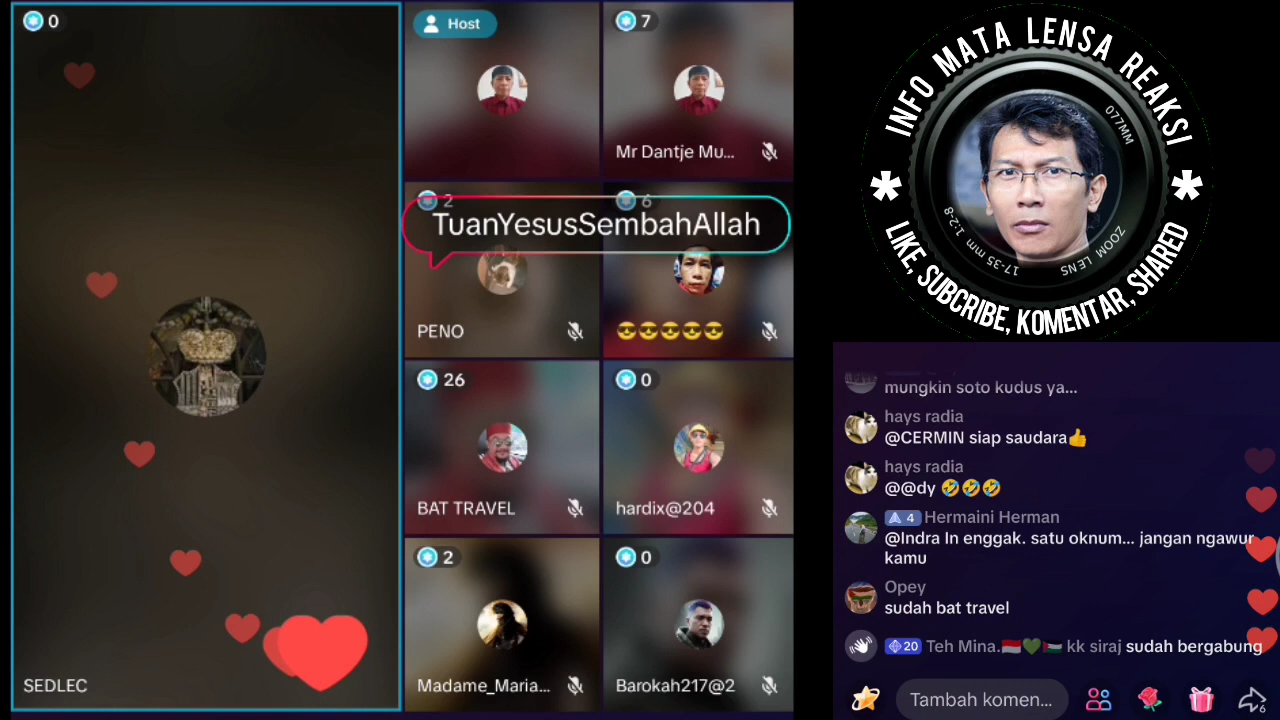 0
SEDLEC
Host
7
Mr Dantje Mu...
2
6
TuanYesusSembahAllah
PENO
😎😎😎😎😎
26
BAT TRAVEL
0
hardix@204
2
Madame_Maria...
0
Barokah217@2
INFO MATA LENSA REAKSI
077MM
17-35 mm 1:2-8
ZOOM LENS
* LIKE, SUBCRIBE, KOMENTAR, SHARED *
mungkin soto kudus ya...
hays radia
@CERMIN siap saudara👍
hays radia
@@dy 🤣🤣🤣
4 Hermaini Herman
@Indra In enggak. satu oknum... jangan ngawur
kamu
Opey
sudah bat travel
20 Teh Mina.🇮🇩💚🇵🇸 kk siraj sudah bergabung
Tambah komen...
6